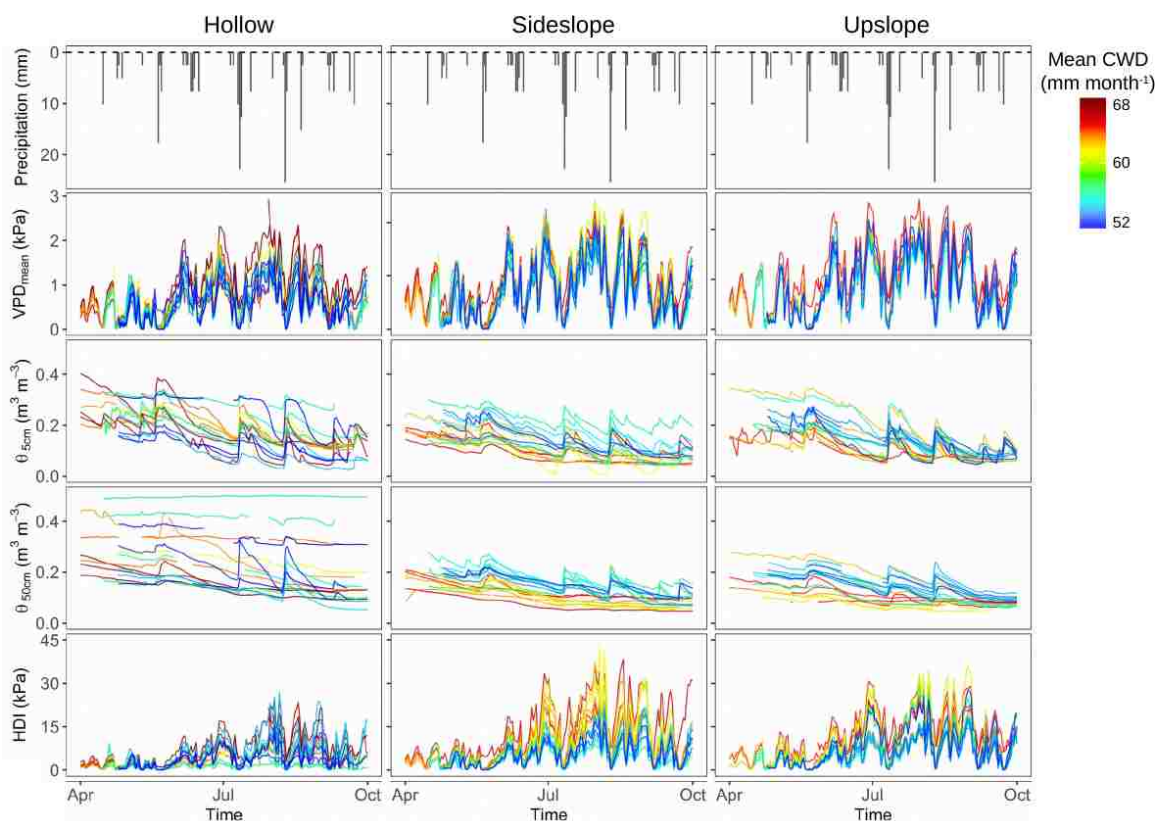 Hollow Sideslope Upslope
Mean CWD
(mm month⁻¹)
68
60
52
Precipitation (mm)
0
10
20
VPDmean (kPa)
3
2
1
0
θ 5cm (m³ m⁻³)
0.4
0.2
0.0
θ 50cm (m³ m⁻³)
0.4
0.2
0.0
HDI (kPa)
45
30
15
0
Apr Jul Oct Apr Jul Oct Apr Jul Oct
Time Time Time